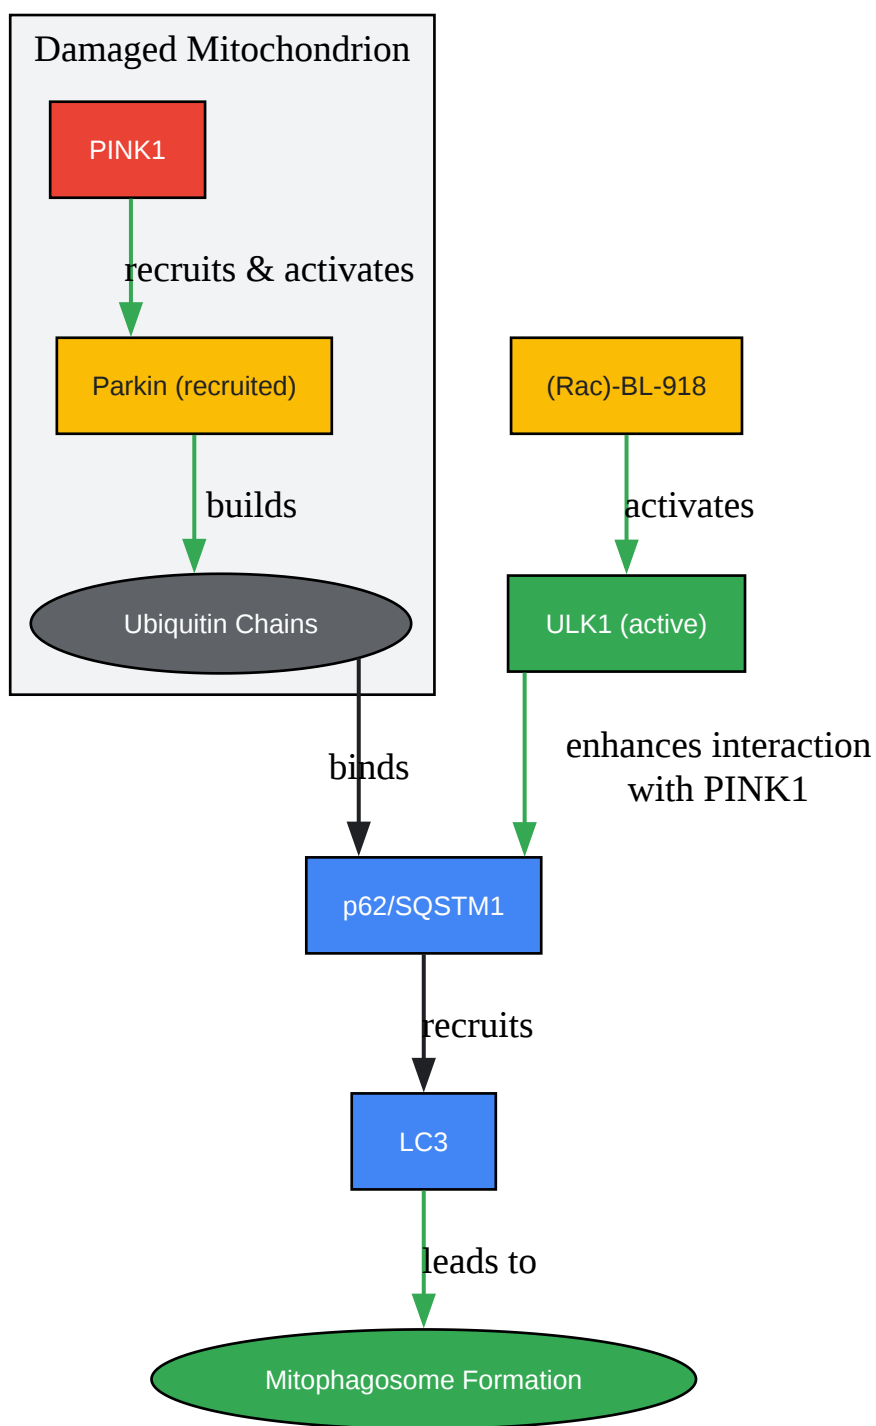 Damaged Mitochondrion
PINK1
recruits & activates
Parkin (recruited)
(Rac)-BL-918
builds
activates
Ubiquitin Chains
ULK1 (active)
enhances interaction
with PINK1
binds
p62/SQSTM1
recruits
LC3
leads to
Mitophagosome Formation